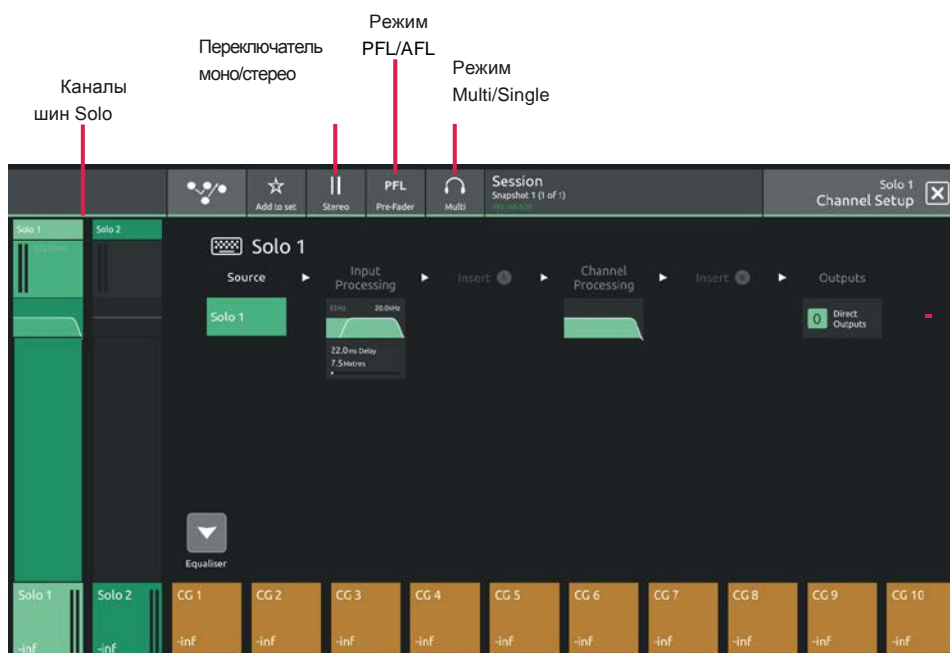 Режим
PFL/AFL
Переключатель
моно/стерео
Режим
Multi/Single
Каналы
шин Solo
Add to set
Stereo
PFL
Pre-Fader
Multi
Session
Snapshot 1 (1 of 1)
Solo 1
Channel Setup
Solo 1
Solo 2
Solo 1
Source
Input
Processing
Insert
Channel
Processing
Insert
Outputs
Solo 1
20.0kHz
22.0ms Delay
7.5 Metres
0
Direct
Outputs
Equaliser
Solo 1
Solo 2
CG 1
CG 2
CG 3
CG 4
CG 5
CG 6
CG 7
CG 8
CG 9
CG 10
-inf
-inf
-inf
-inf
-inf
-inf
-inf
-inf
-inf
-inf
-inf
-inf